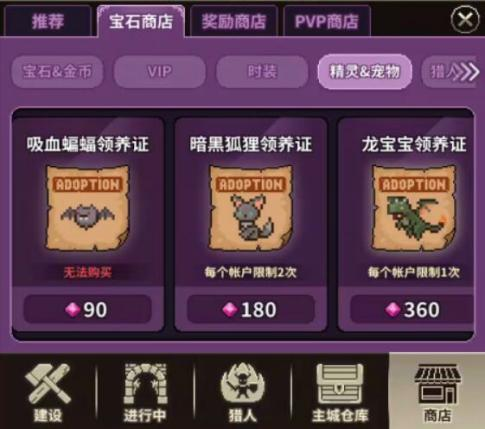 推荐
宝石商店
奖励商店
PVP商店
宝石&金币
VIP
时装
精灵&宠物
猎人
吸血蝙蝠领养证
暗黑狐狸领养证
龙宝宝领养证
ADOPTION
ADOPTION
ADOPTION
无法购买
每个帐户限制2次
每个帐户限制1次
90
180
360
建设
进行中
猎人
主城仓库
商店